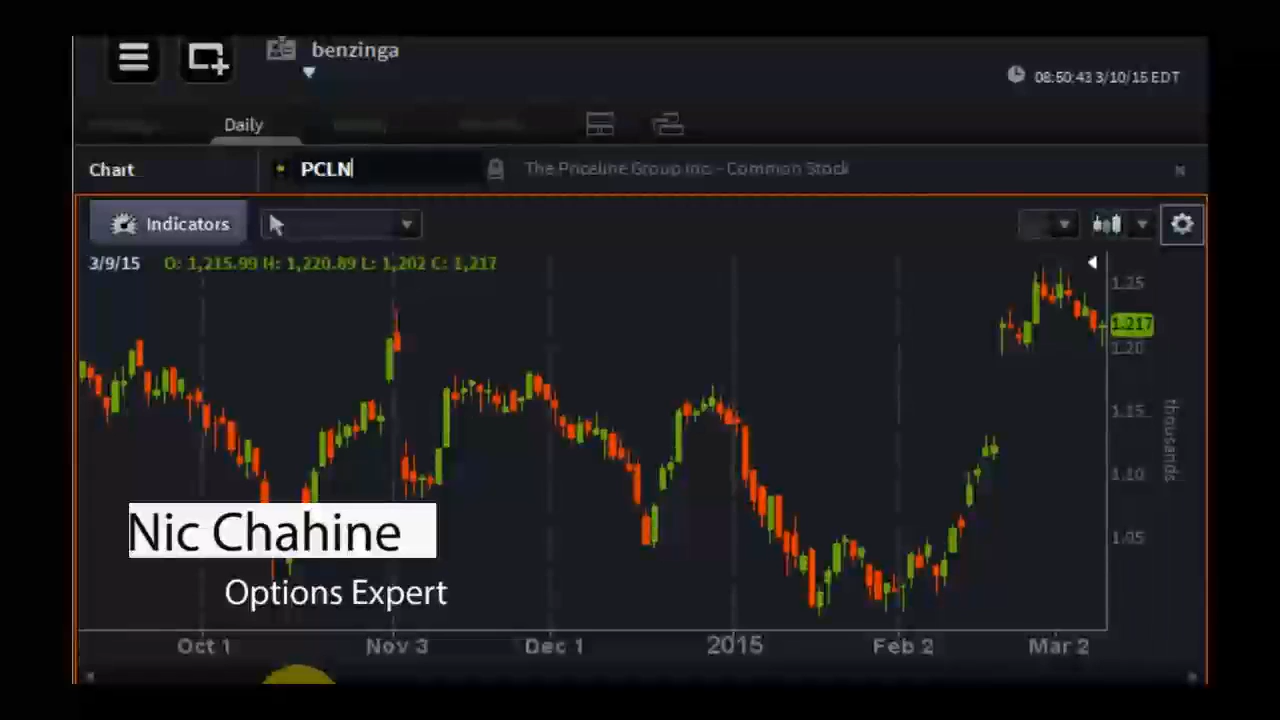 benzinga
08:50:43 3/10/15 EDT
Daily
Chart
PCLN
The Priceline Group Inc. - Common Stock
Indicators
3/9/15 O: 1,215.99 H: 1,220.89 L: 1,202 C: 1,217
1.25
1.217
1.20
1.15
1.10
1.05
thousands
Nic Chahine
Options Expert
Oct 1 Nov 3 Dec 1 2015 Feb 2 Mar 2